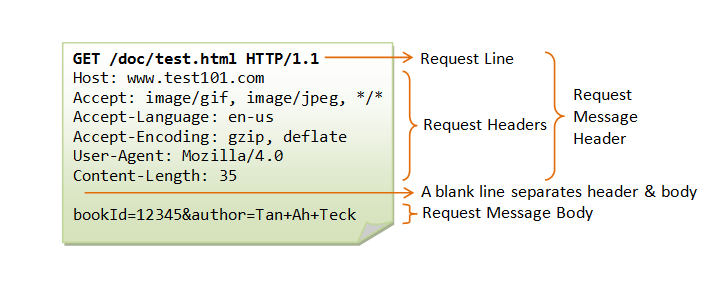 GET /doc/test.html HTTP/1.1
Host: www.test101.com
Accept: image/gif, image/jpeg, */*
Accept-Language: en-us
Accept-Encoding: gzip, deflate
User-Agent: Mozilla/4.0
Content-Length: 35
bookId=12345&author=Tan+Ah+Teck
Request Line
Request Headers
Request
Message
Header
A blank line separates header & body
Request Message Body